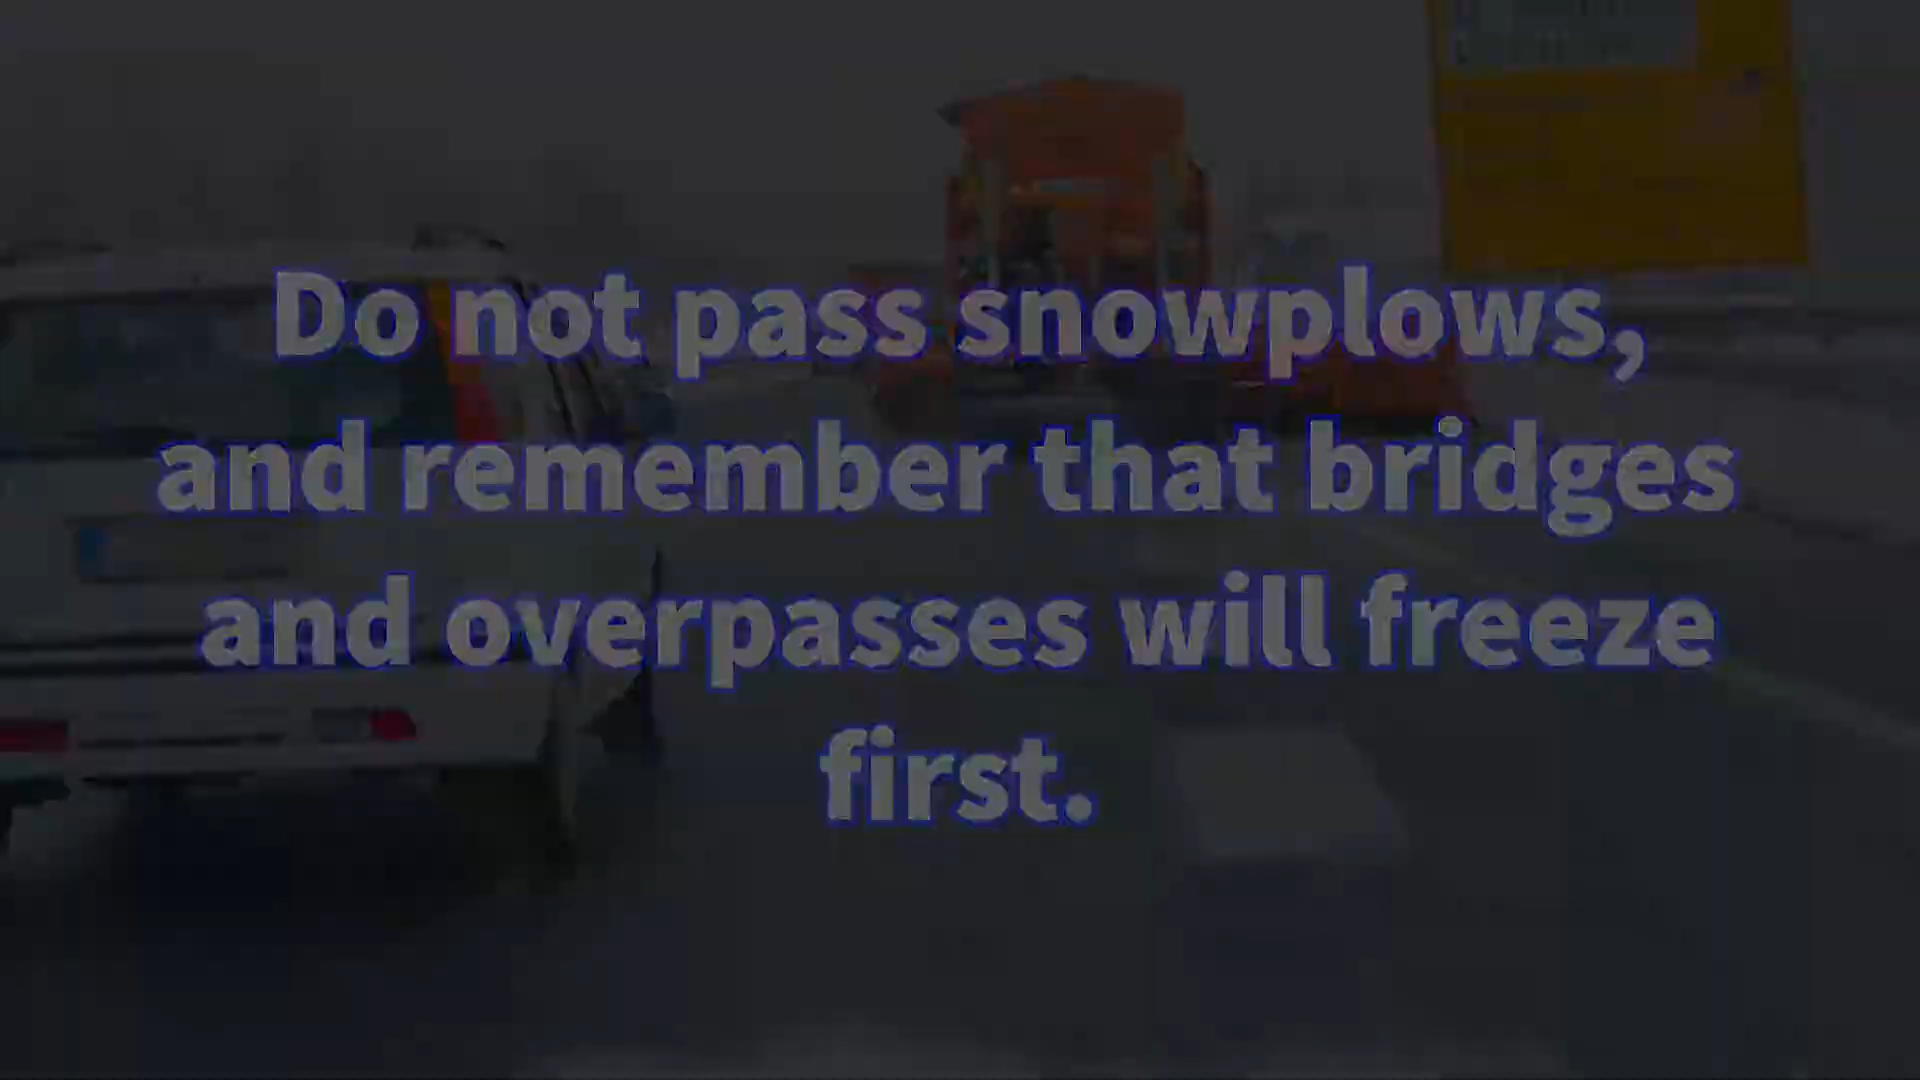 Do not pass snowplows,
and remember that bridges
and overpasses will freeze
first.